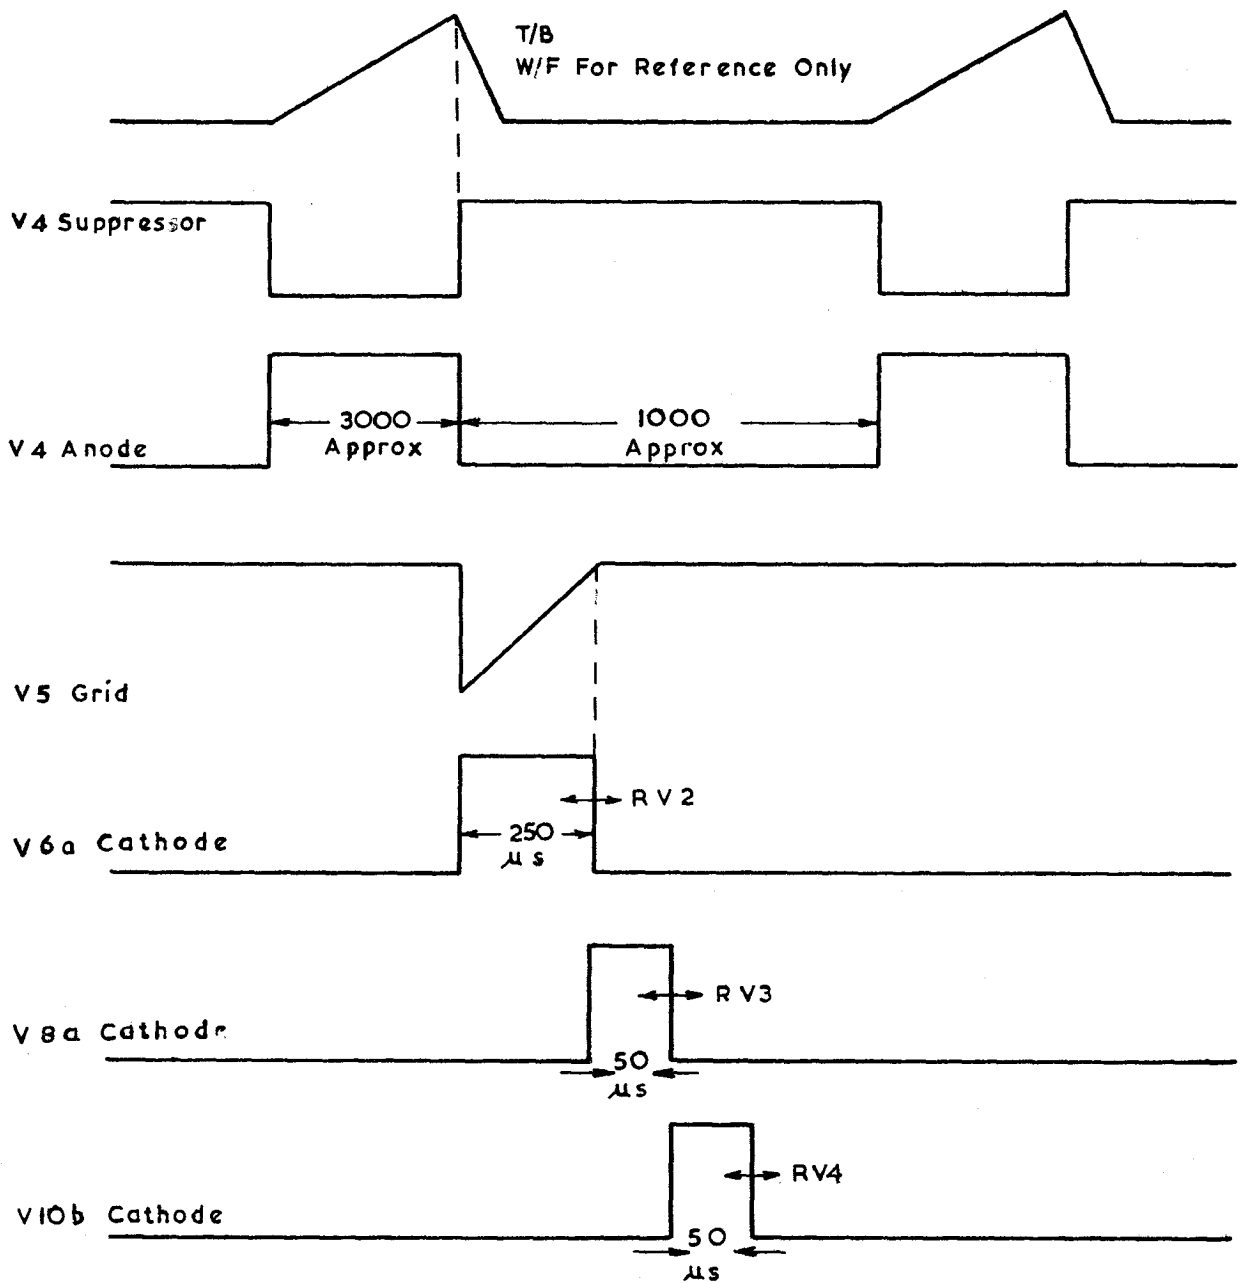 T/B
W/F For Reference Only
V4 Suppressor
3000
Approx
1000
Approx
V4 Anode
V5 Grid
RV2
250
μs
V6a Cathode
RV3
V8a Cathode
50
μs
RV4
V10b Cathode
50
μs